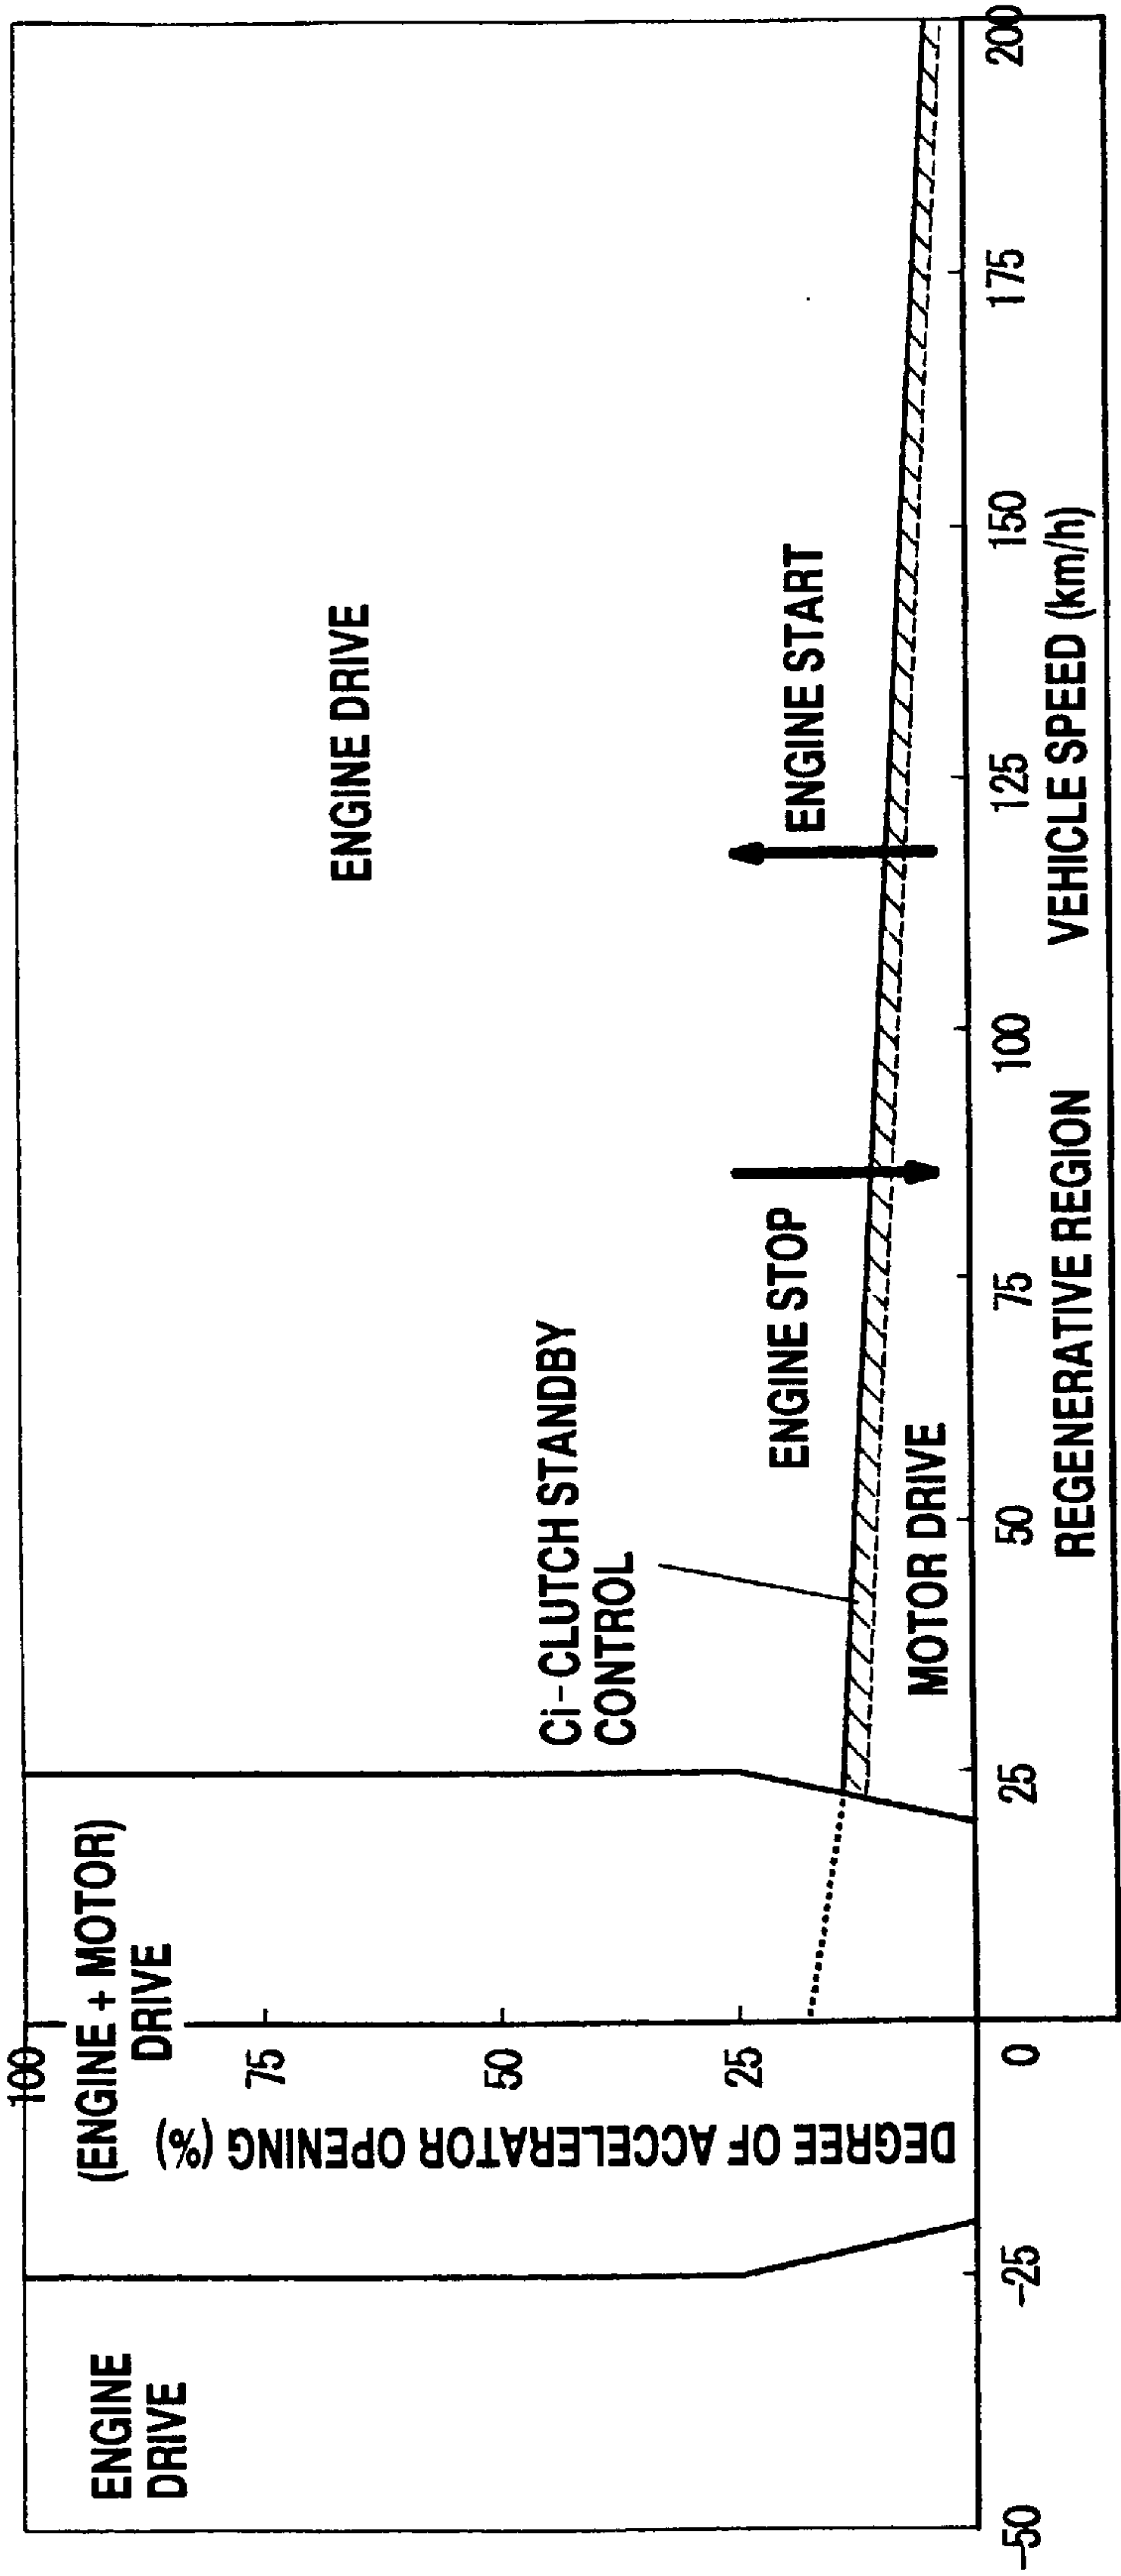 ENGINE
DRIVE
(ENGINE + MOTOR)
DRIVE
ENGINE DRIVE
Ci-CLUTCH STANDBY
CONTROL
ENGINE STOP
ENGINE START
MOTOR DRIVE
DEGREE OF ACCELERATOR OPENING (%)
100
75
50
25
-50
-25
0
25
50
75
100
125
150
175
200
REGENERATIVE REGION
VEHICLE SPEED (km/h)